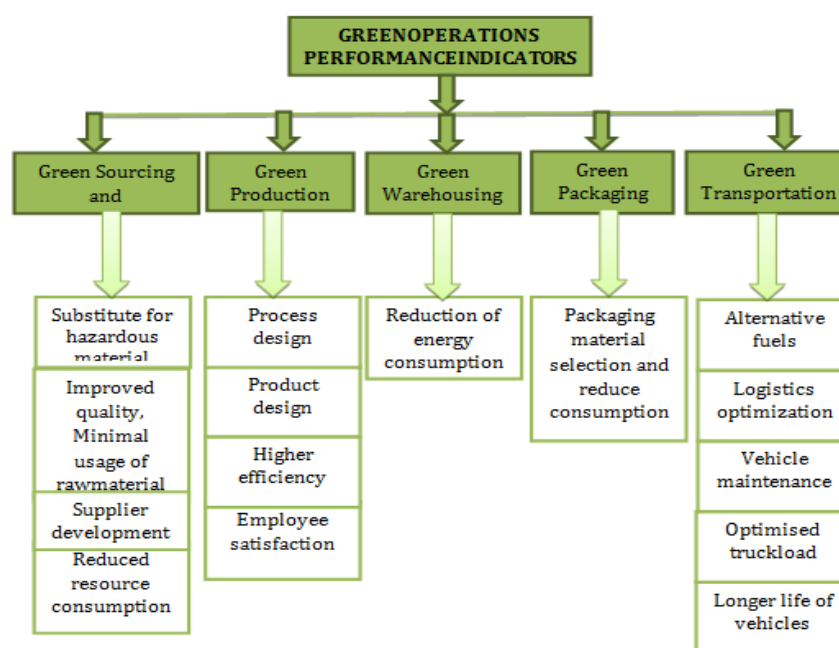 GREENOPERATIONS
PERFORMANCEINDICATORS
Green Sourcing
and
Green
Production
Green
Warehousing
Green
Packaging
Green
Transportation
Substitute for
hazardous
material
Improved
quality,
Minimal
usage of
rawmaterial
Supplier
development
Reduced
resource
consumption
Process
design
Product
design
Higher
efficiency
Employee
satisfaction
Reduction of
energy
consumption
Packaging
material
selection and
reduce
consumption
Alternative
fuels
Logistics
optimization
Vehicle
maintenance
Optimised
truckload
Longer life of
vehicles